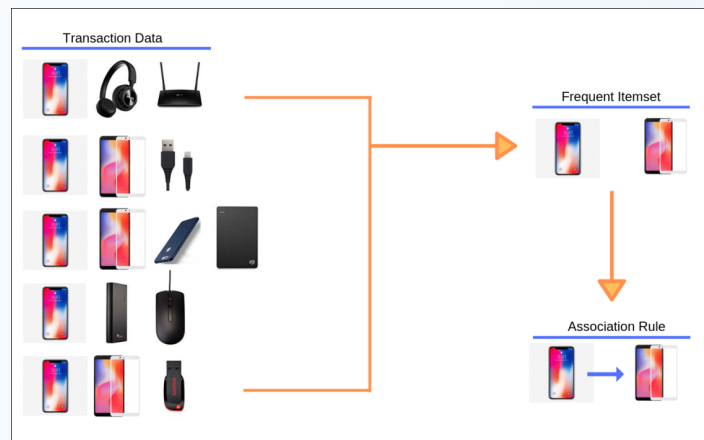 Transaction Data
Frequent Itemset
Association Rule